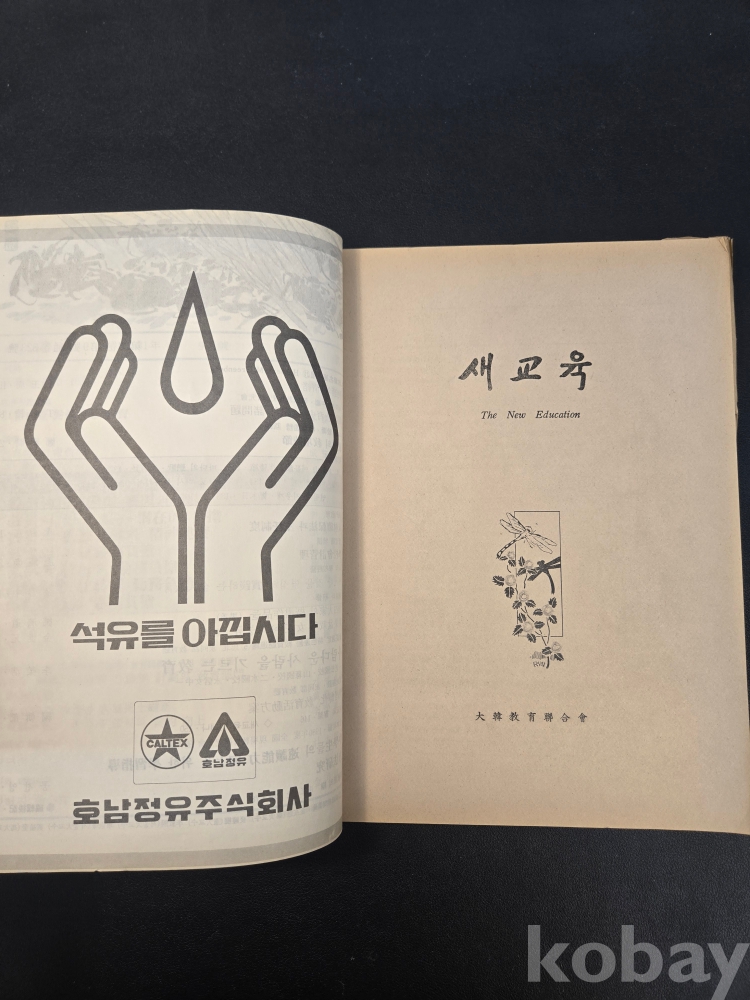 석유를 아낍시다
CALTEX
호남정유
호남정유주식회사
새교육
The New Education
大韓教育聯合會
kobay